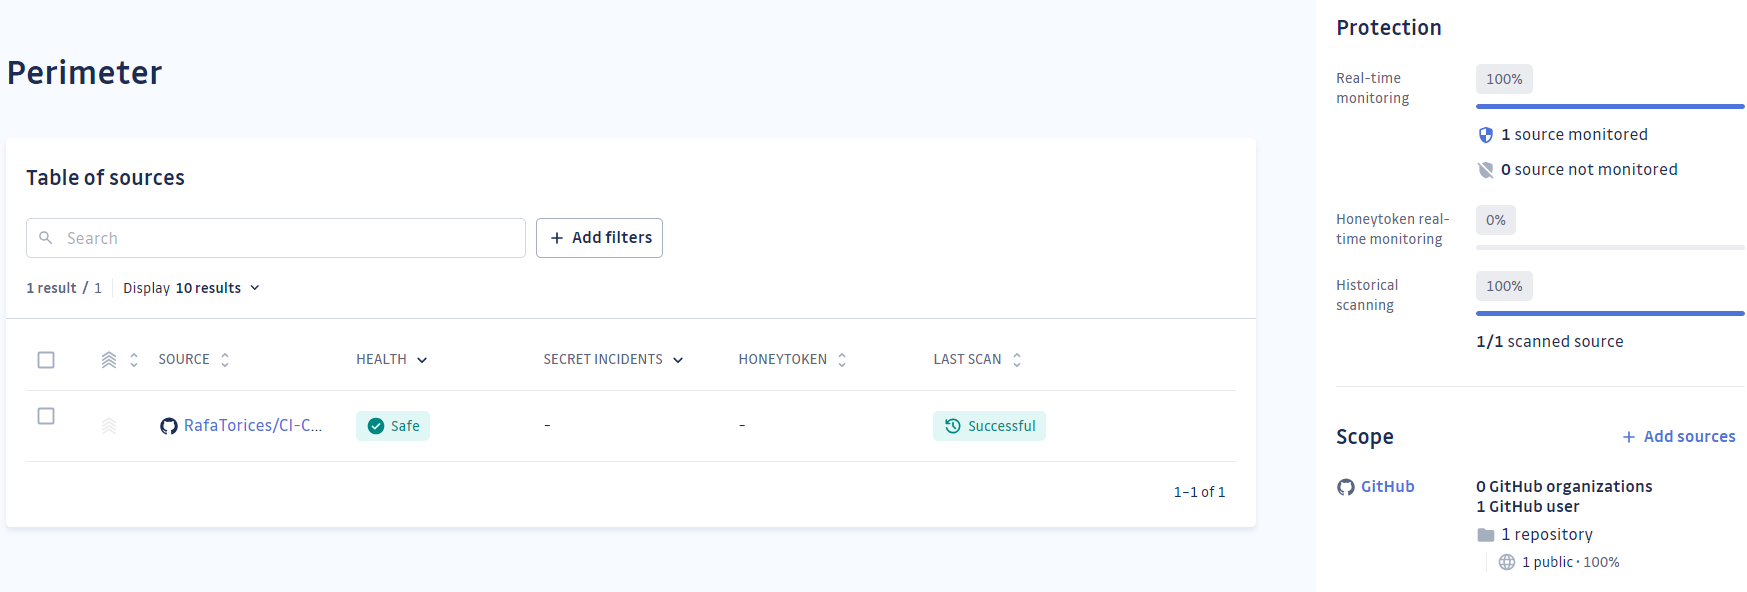 Perimeter
Table of sources
Search
+ Add filters
1 result / 1 Display 10 results
SOURCE HEALTH SECRET INCIDENTS HONEYTOKEN LAST SCAN
RafaTorices/CI-C... Safe - - Successful
1-1 of 1
Protection
Real-time
monitoring
100%
1 source monitored
0 source not monitored
Honeytoken real-
time monitoring
0%
Historical
scanning
100%
1/1 scanned source
Scope + Add sources
GitHub
0 GitHub organizations
1 GitHub user
1 repository
1 public · 100%